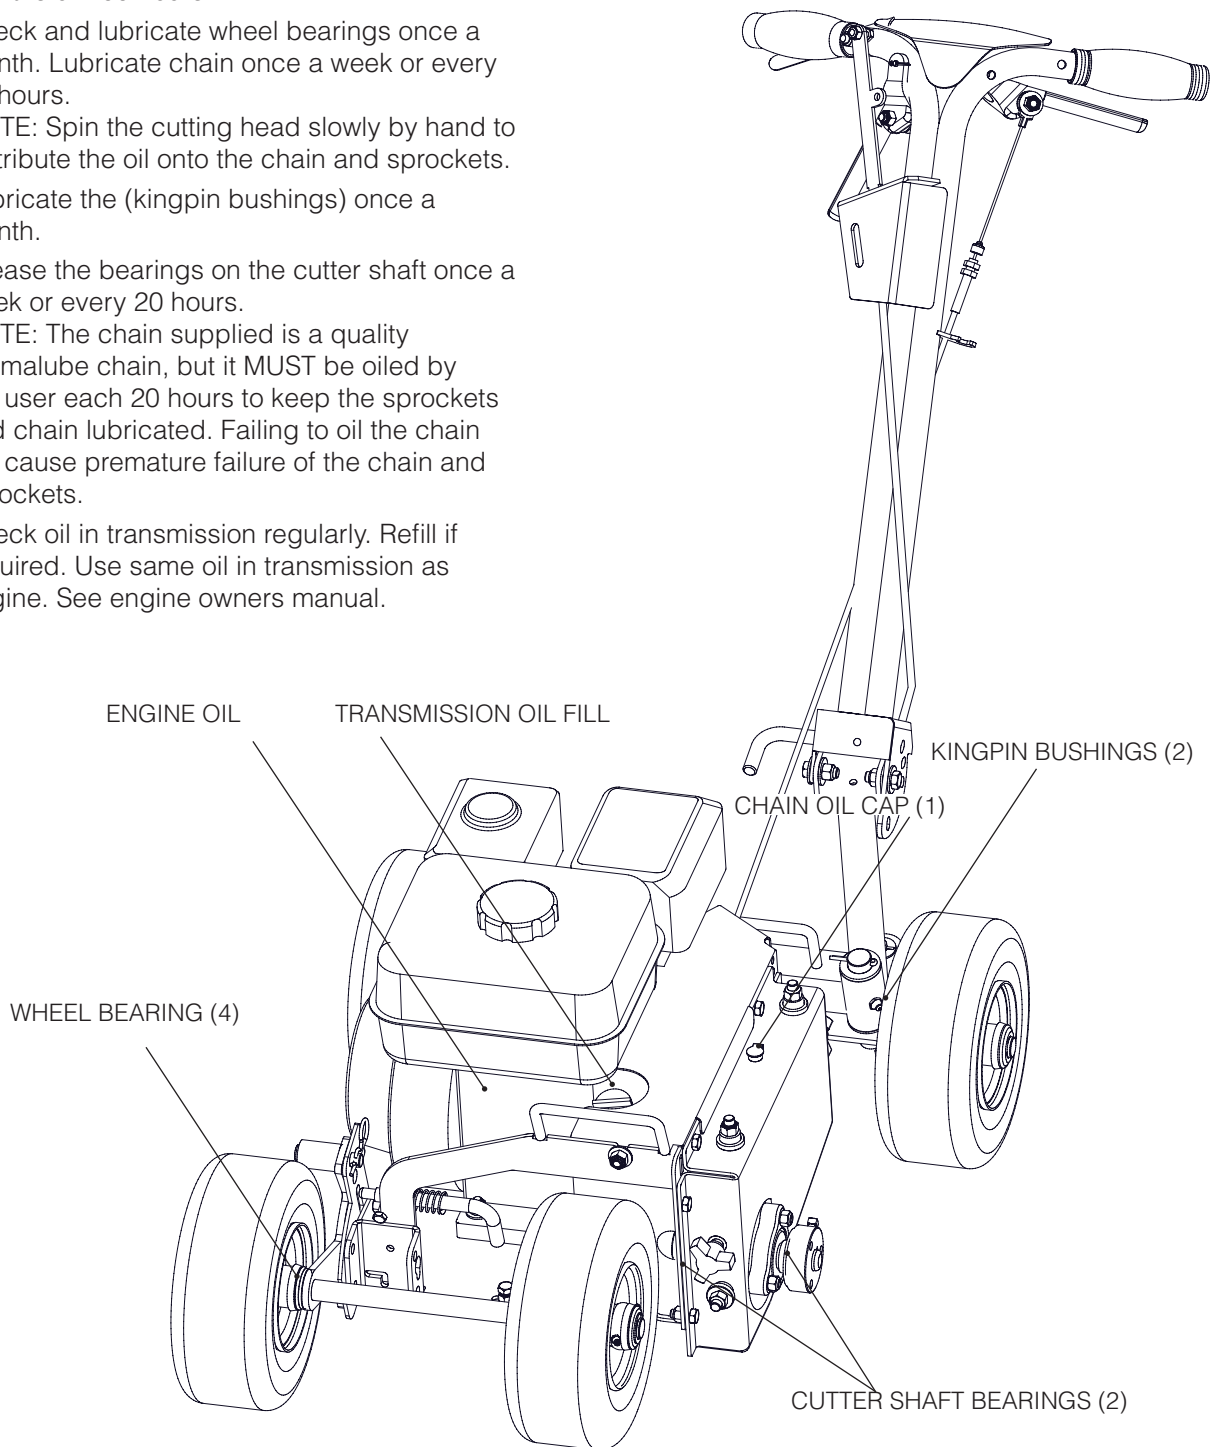 eck and lubricate wheel bearings once a
nth. Lubricate chain once a week or every
hours.
TE: Spin the cutting head slowly by hand to
tribute the oil onto the chain and sprockets.
bricate the (kingpin bushings) once a
nth.
ease the bearings on the cutter shaft once a
ek or every 20 hours.
TE: The chain supplied is a quality
malube chain, but it MUST be oiled by
user each 20 hours to keep the sprockets
d chain lubricated. Failing to oil the chain
cause premature failure of the chain and
ockets.
eck oil in transmission regularly. Refill if
uired. Use same oil in transmission as
gine. See engine owners manual.
ENGINE OIL
TRANSMISSION OIL FILL
KINGPIN BUSHINGS (2)
CHAIN OIL CAP (1)
WHEEL BEARING (4)
CUTTER SHAFT BEARINGS (2)